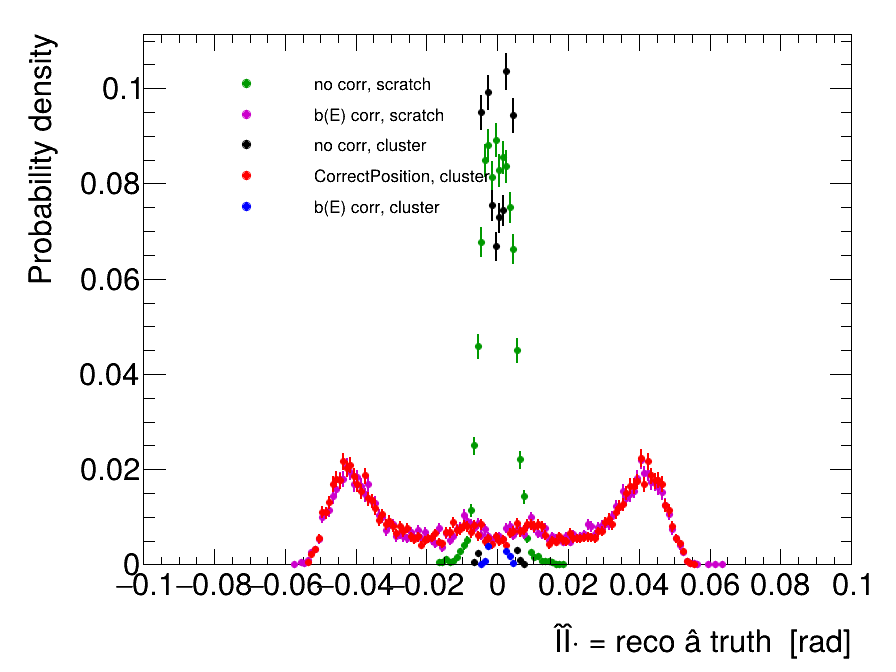 Probability density
no corr, scratch
b(E) corr, scratch
no corr, cluster
CorrectPosition, cluster
b(E) corr, cluster
0.1
0.08
0.06
0.04
0.02
0
−0.1 −0.08 −0.06 −0.04 −0.02 0 0.02 0.04 0.06 0.08 0.1
ÎÎ· = reco â truth [rad]